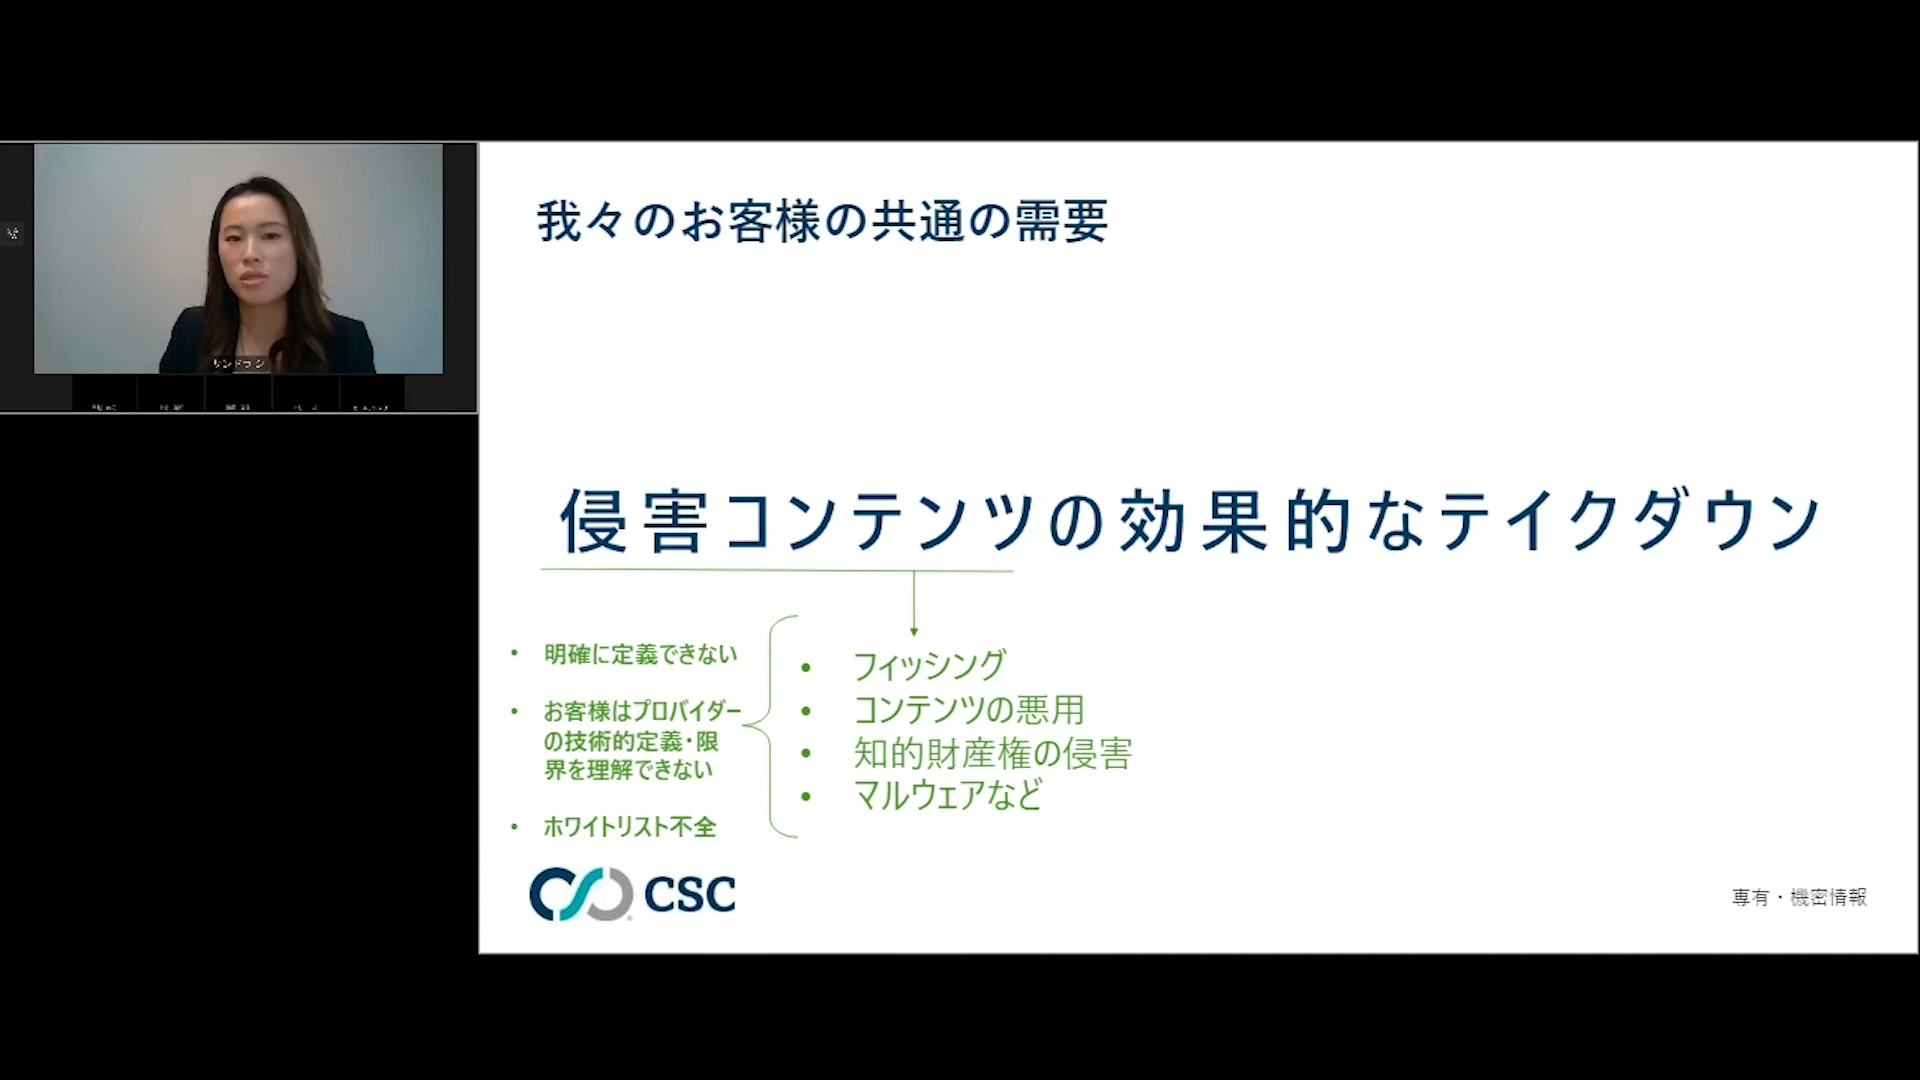 我々のお客様の共通の需要
侵害コンテンツの効果的なテイクダウン
• 明確に定義できない
• お客様はプロバイダー
の技術的定義・限
界を理解できない
• ホワイトリスト不全
• フィッシング
• コンテンツの悪用
• 知的財産権の侵害
• マルウェアなど
CSC
専有・機密情報